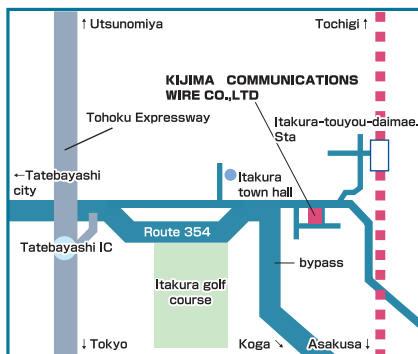 ↑Utsunomiya
Tochigi↑
KIJIMA COMMUNICATIONS
WIRE CO.,LTD
Tohoku Expressway
Itakura-touyou-daimae.
Sta
←Tatebayashi
city
Itakura
town hall
Route 354
Tatebayashi IC
bypass
Itakura golf
course
↓Tokyo
Koga ↘
Asakusa↓